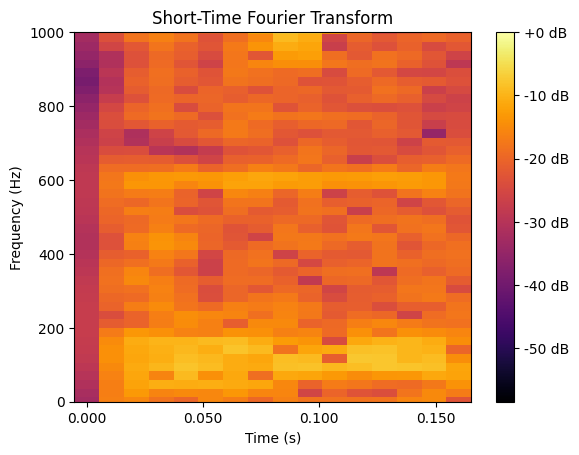 Short-Time Fourier Transform
1000
800
600
400
200
0
Frequency (Hz)
0.000
0.050
0.100
0.150
Time (s)
+0 dB
-10 dB
-20 dB
-30 dB
-40 dB
-50 dB